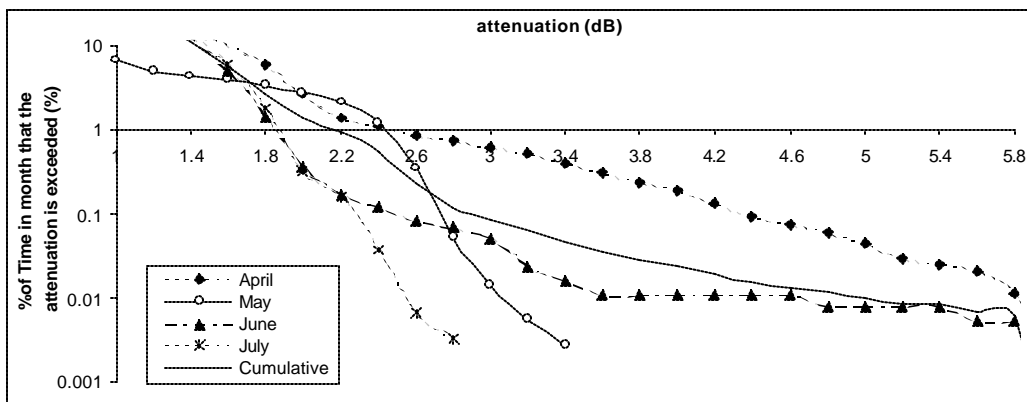 attenuation (dB)
%of Time in month that the
attenuation is exceeded (%)
10
1
0.1
0.01
0.001
1 1.4 1.8 2.2 2.6 3 3.4 3.8 4.2 4.6 5 5.4 5.8
April
May
June
July
Cumulative